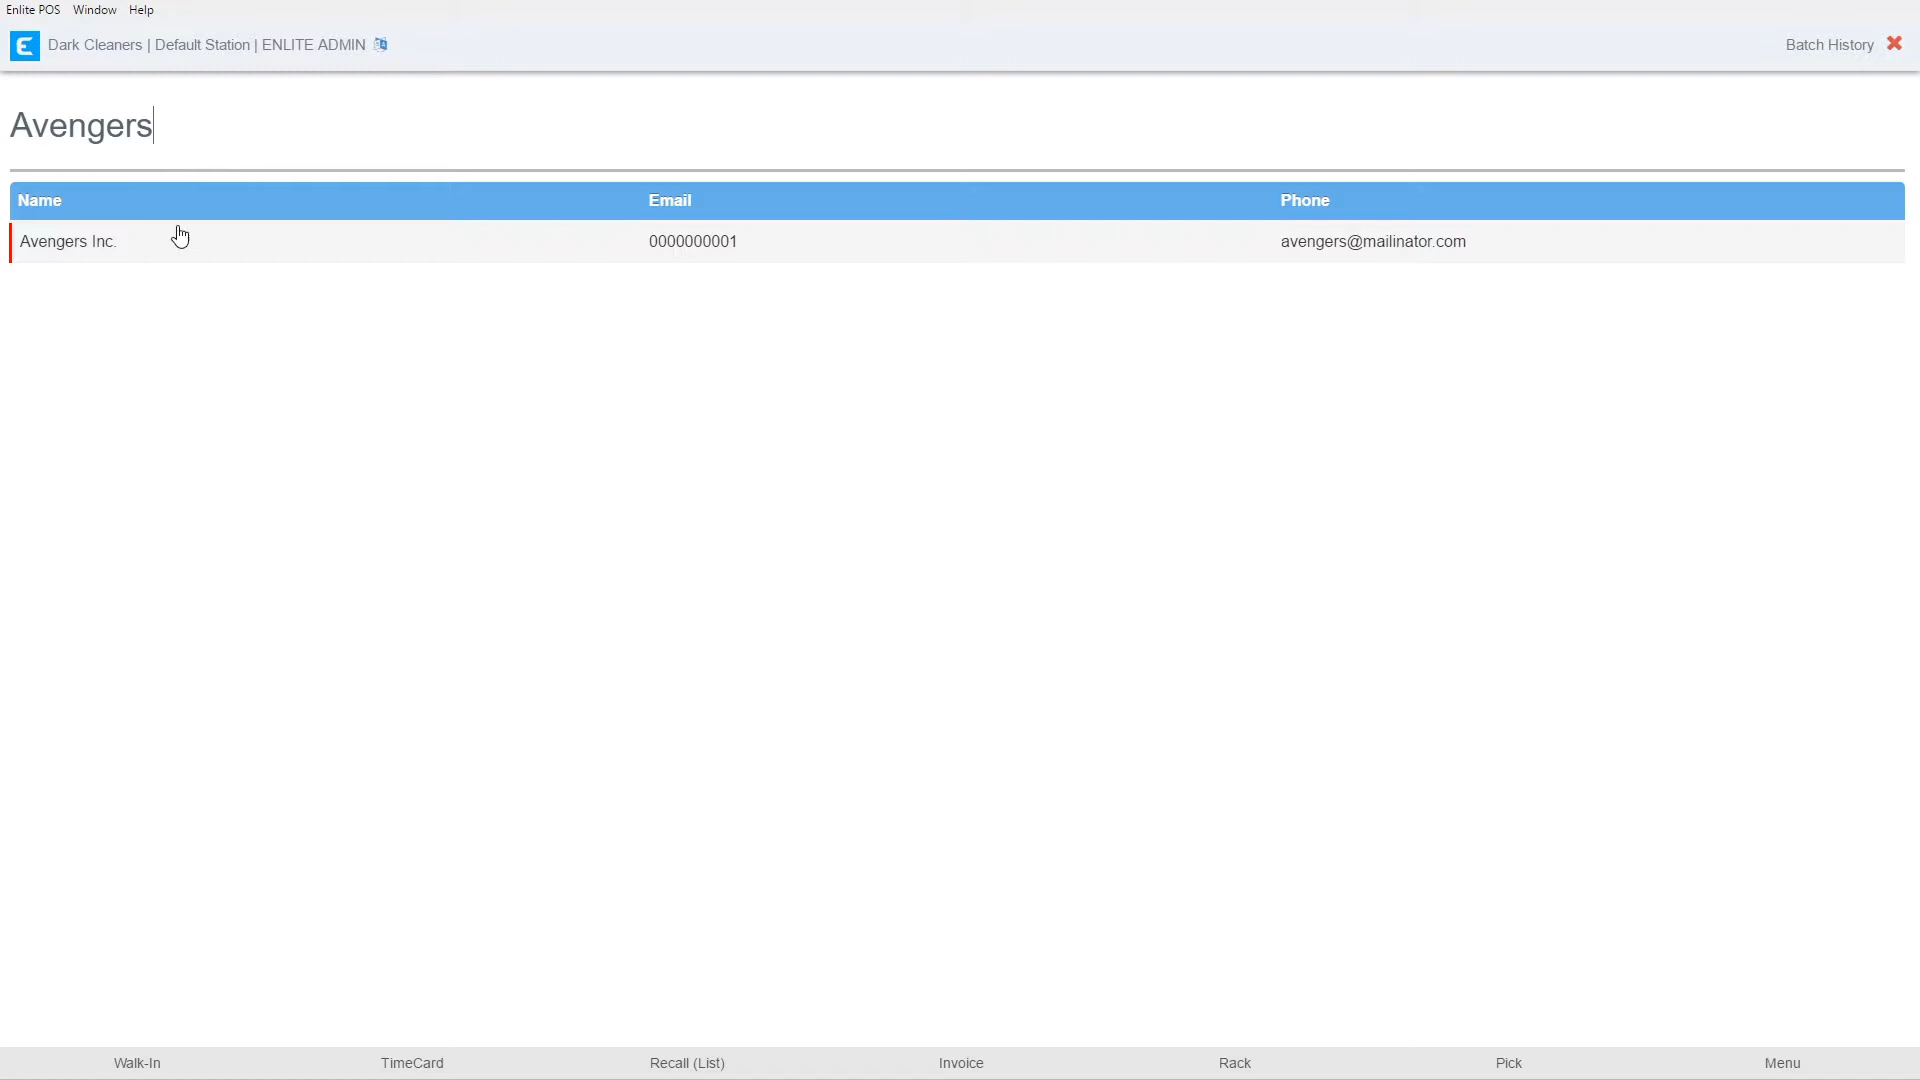 Enlite POS Window Help
E Dark Cleaners | Default Station | ENLITE ADMIN Batch History
Avengers
Name Email Phone
Avengers Inc. 0000000001 avengers@mailinator.com
Walk-In TimeCard Recall (List) Invoice Rack Pick Menu